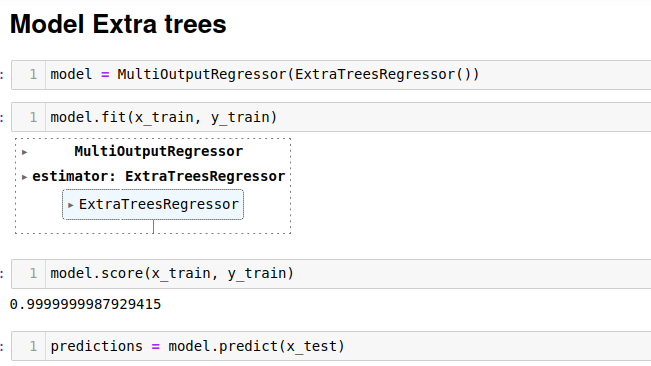 Model Extra trees
: 1 model = MultiOutputRegressor(ExtraTreesRegressor())
: 1 model.fit(x_train, y_train)
▸ MultiOutputRegressor
▸ estimator: ExtraTreesRegressor
▸ ExtraTreesRegressor
: 1 model.score(x_train, y_train)
0.9999999987929415
: 1 predictions = model.predict(x_test)